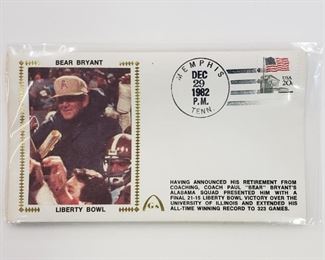 BEAR BRYANT
MEMPHIS
DEC
29
1982
P.M.
TENN.
USA
20c
LIBERTY BOWL
GS
HAVING ANNOUNCED HIS RETIREMENT FROM
COACHING, COACH PAUL "BEAR" BRYANT'S
ALABAMA SQUAD PRESENTED HIM WITH A
FINAL 21-15 LIBERTY BOWL VICTORY OVER THE
UNIVERSITY OF ILLINOIS AND EXTENDED HIS
ALL-TIME WINNING RECORD TO 323 GAMES.